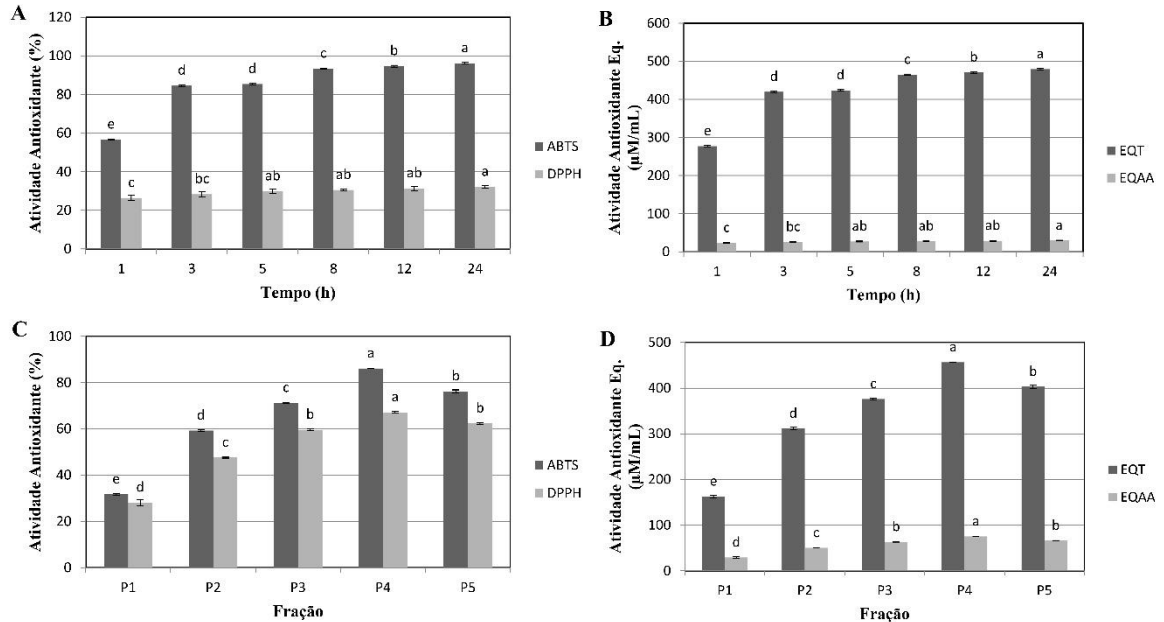 A
Atividade Antioxidante (%)
120
100
80
60
40
20
0
e
d
d
c
b
a
c
bc
ab
ab
ab
a
1 3 5 8 12 24
Tempo (h)
ABTS
DPPH
B
Atividade Antioxidante Eq.
(µM/mL)
600
500
400
300
200
100
0
e
d
d
c
b
a
c
bc
ab
ab
ab
a
1 3 5 8 12 24
Tempo (h)
EQT
EQAA
C
Atividade Antioxidante (%)
100
80
60
40
20
0
e
d
d
c
c
b
a
a
b
b
P1 P2 P3 P4 P5
Fração
ABTS
DPPH
D
Atividade Antioxidante Eq.
(µM/mL)
500
400
300
200
100
0
e
d
d
c
c
b
a
a
b
b
P1 P2 P3 P4 P5
Fração
EQT
EQAA